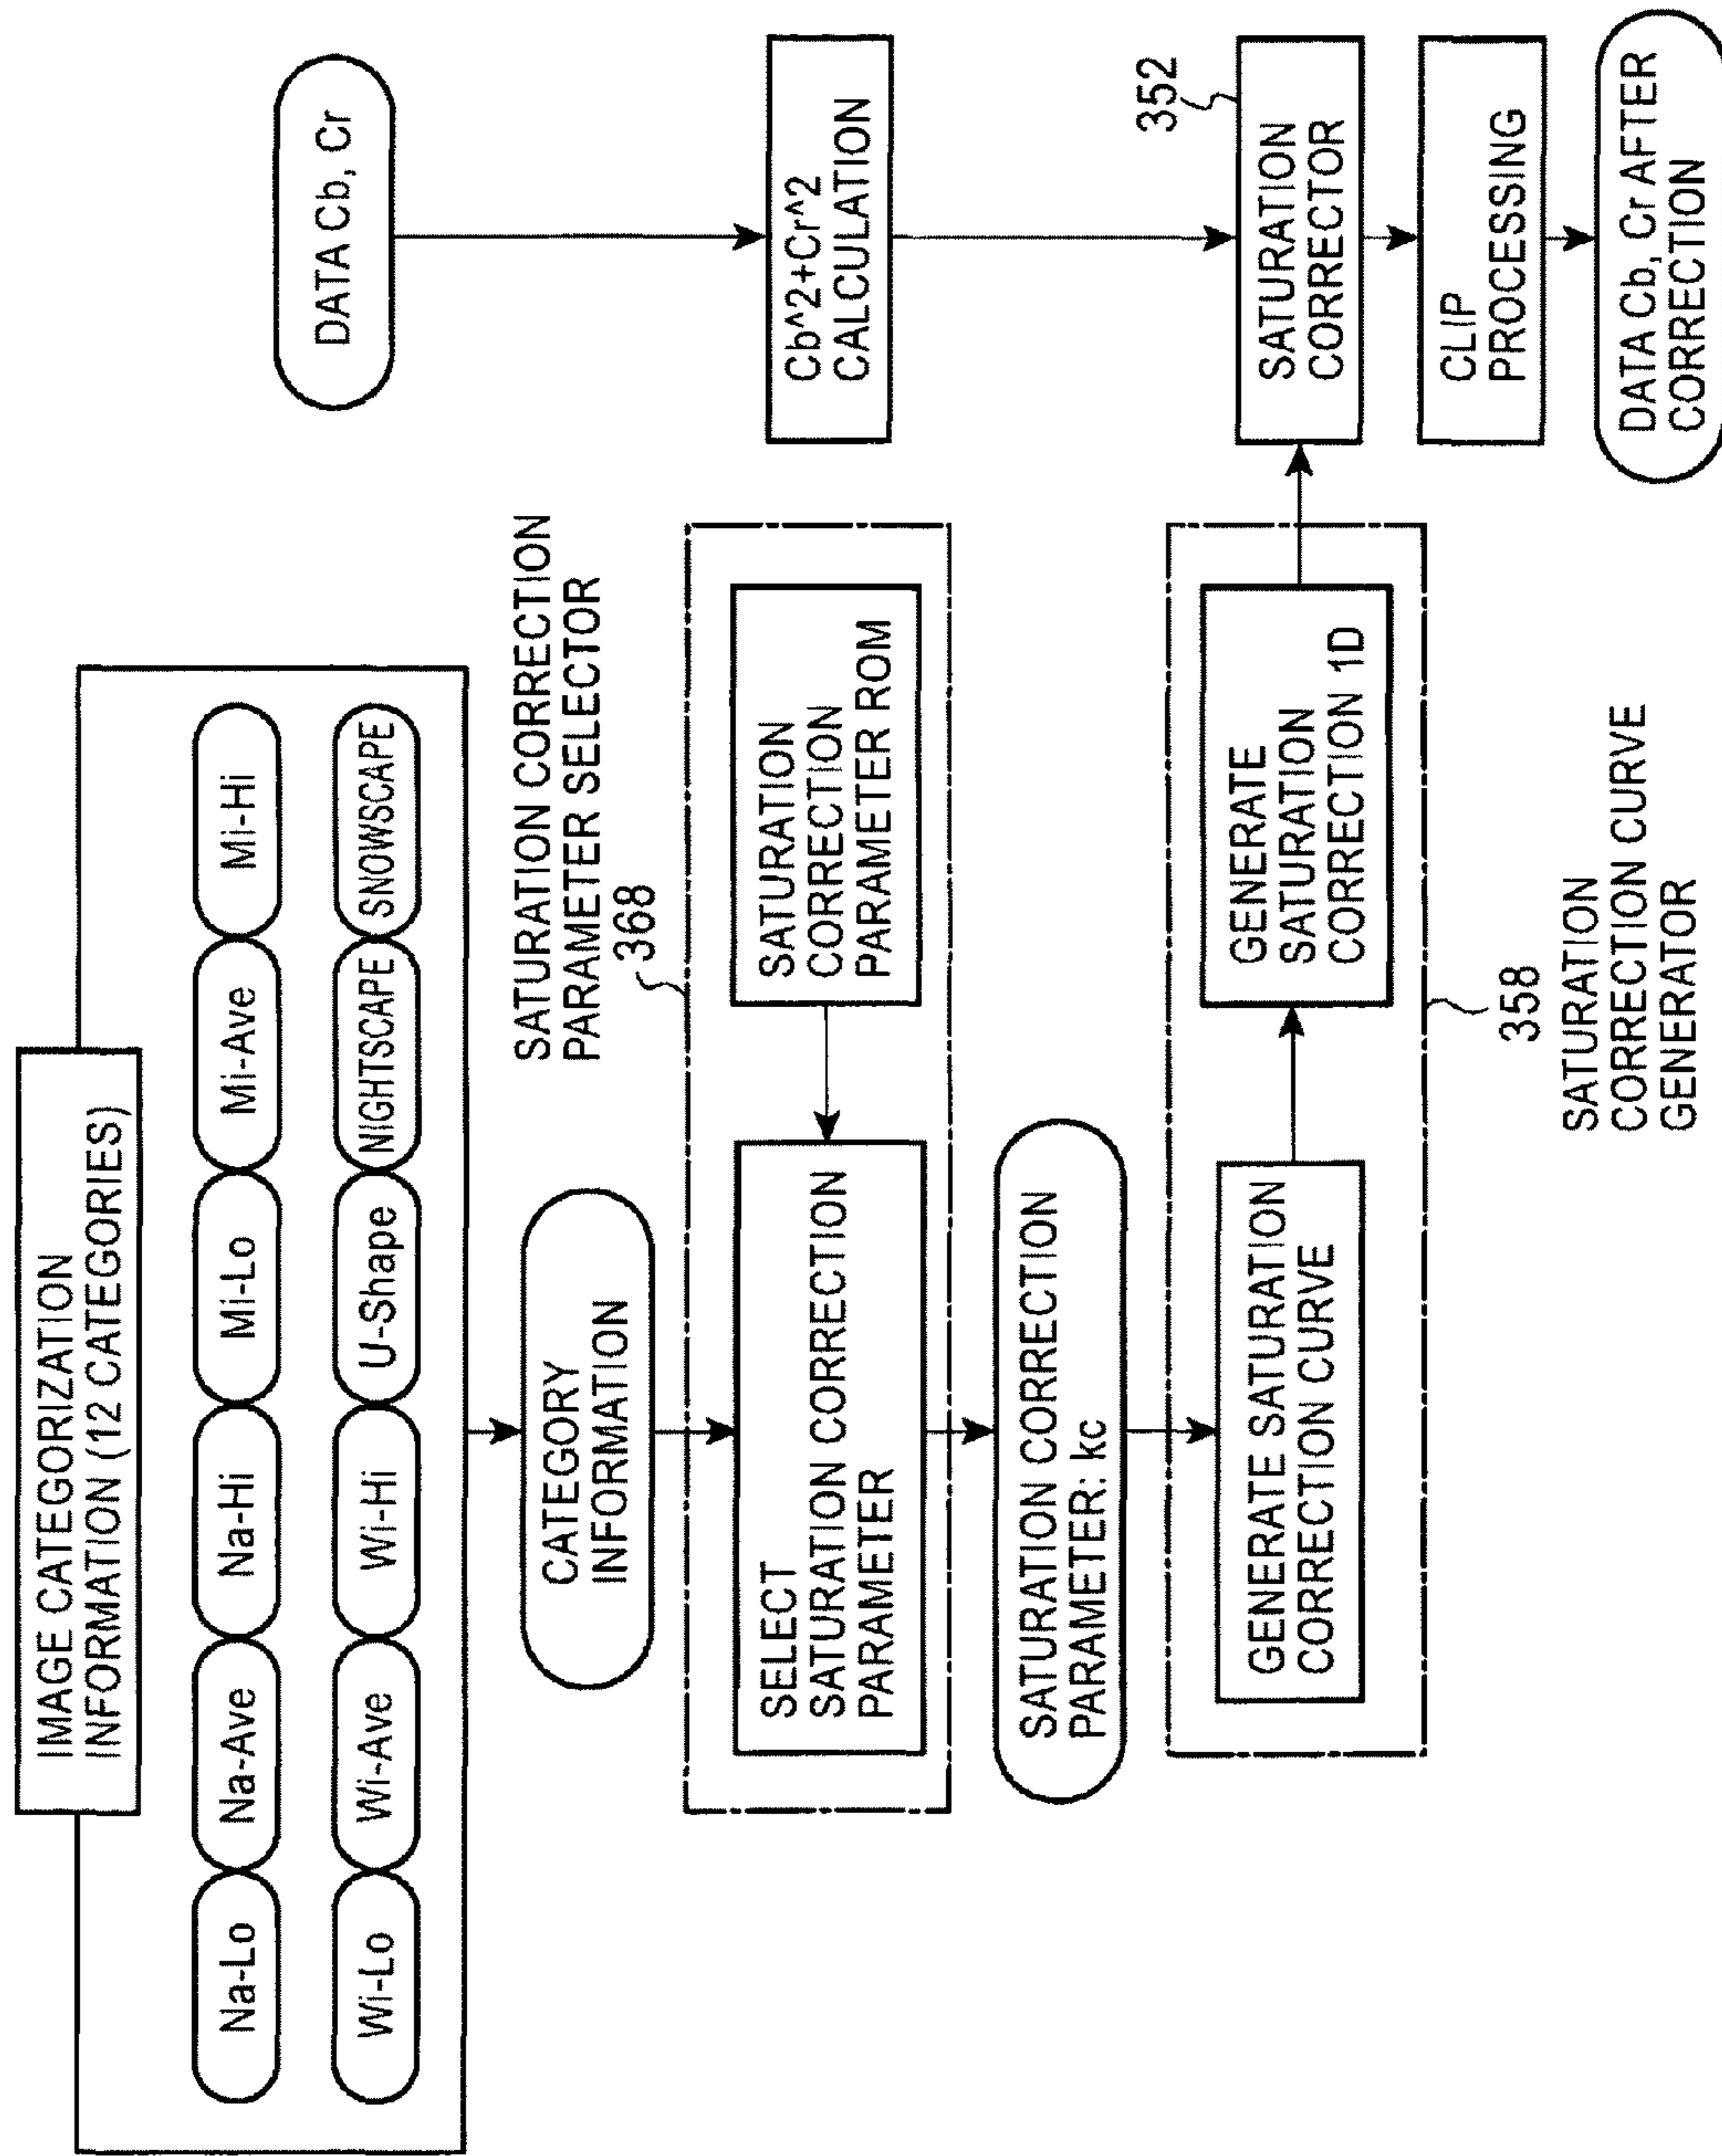 IMAGE CATEGORIZATION
INFORMATION (12 CATEGORIES)
Na-Lo
Na-Ave
Na-Hi
Mi-Lo
Mi-Ave
Mi-Hi
Wi-Lo
Wi-Ave
Wi-Hi
U-Shape
NIGHTSCAPE
SNOWSCAPE
DATA Cb, Cr
CATEGORY
INFORMATION
SATURATION CORRECTION
PARAMETER SELECTOR
368
SELECT
SATURATION CORRECTION
PARAMETER
SATURATION
CORRECTION
PARAMETER ROM
Cb^2+Cr^2
CALCULATION
SATURATION CORRECTION
PARAMETER: kc
GENERATE SATURATION
CORRECTION CURVE
GENERATE
SATURATION
CORRECTION 1D
352
SATURATION
CORRECTOR
358
SATURATION
CORRECTION CURVE
GENERATOR
CLIP
PROCESSING
DATA Cb, Cr AFTER
CORRECTION